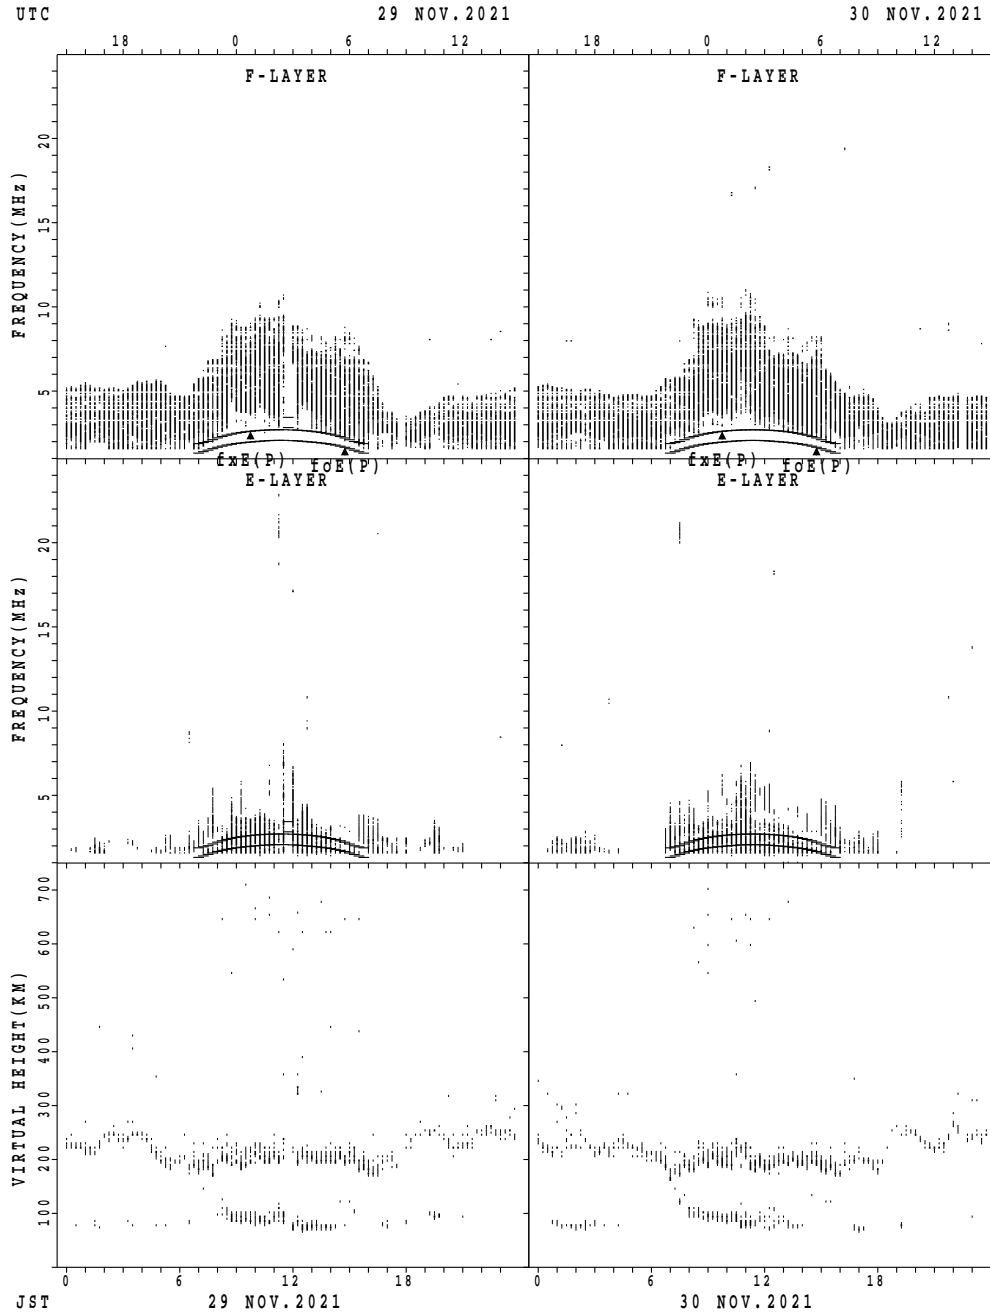 UTC 29 NOV.2021 30 NOV.2021
18 0 6 12 18 0 6 12
F-LAYER F-LAYER
FREQUENCY(MHz)
20
15
10
5
fxE(P) foE(P) fxE(P) foE(P)
E-LAYER E-LAYER
FREQUENCY(MHz)
20
15
10
5
VIRTUAL HEIGHT(KM)
700
600
500
400
300
200
100
0 6 12 18 0 6 12 18
JST 29 NOV.2021 30 NOV.2021